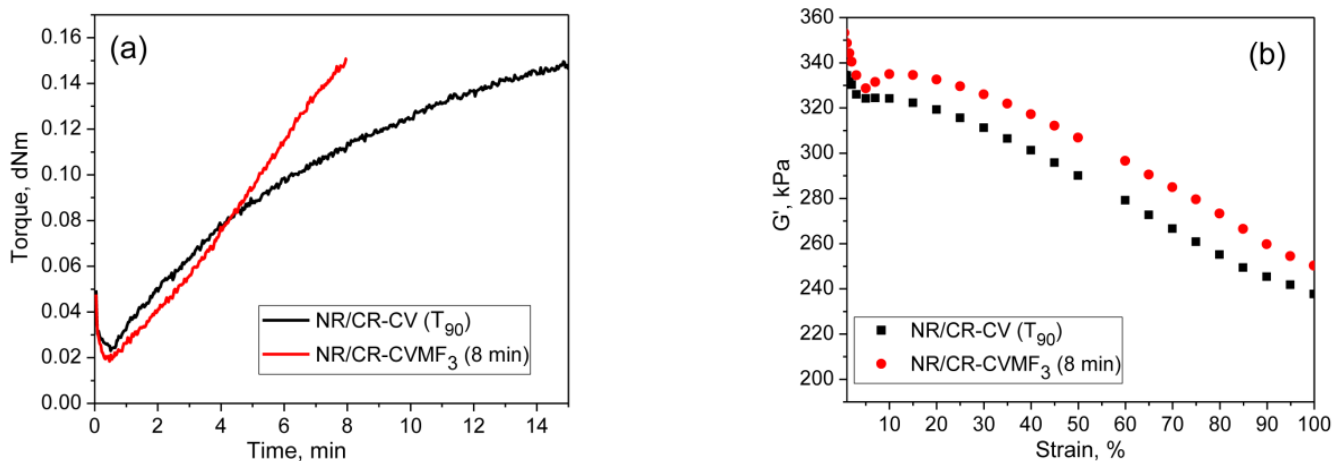 (a)
Torque, dNm
0.16
0.14
0.12
0.10
0.08
0.06
0.04
0.02
0.00
0 2 4 6 8 10 12 14
Time, min
NR/CR-CV (T90)
NR/CR-CVMF3 (8 min)
(b)
G', kPa
360
340
320
300
280
260
240
220
200
10 20 30 40 50 60 70 80 90 100
Strain, %
NR/CR-CV (T90)
NR/CR-CVMF3 (8 min)